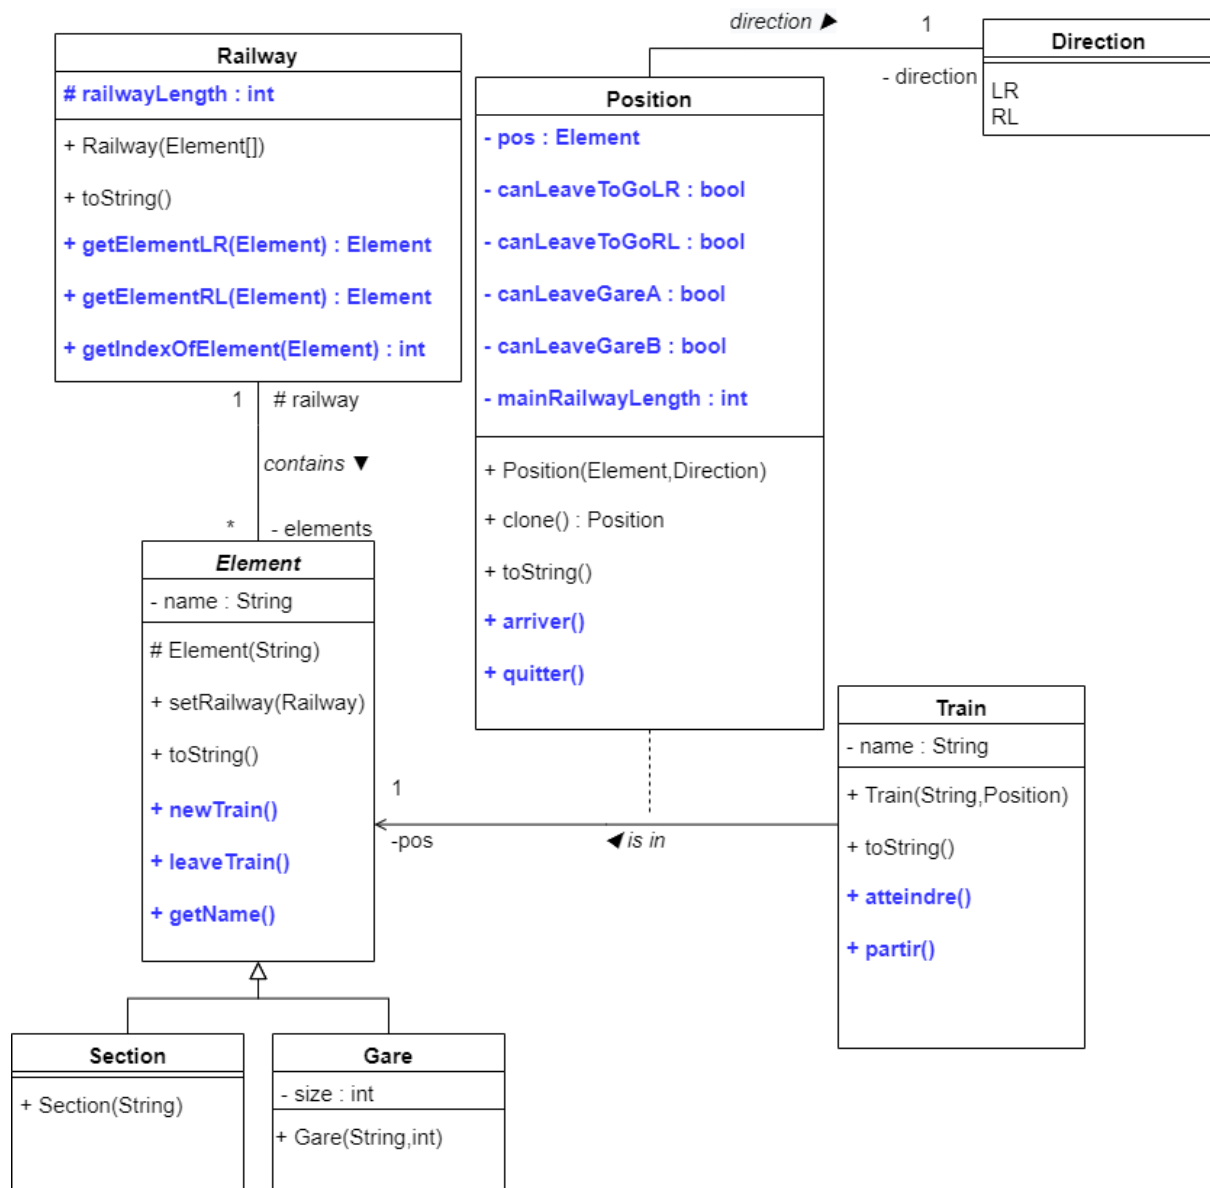 Railway
# railwayLength : int
+ Railway(Element[])
+ toString()
+ getElementLR(Element) : Element
+ getElementRL(Element) : Element
+ getIndexOfElement(Element) : int
1
# railway
contains ▼
*
- elements
Element
- name : String
# Element(String)
+ setRailway(Railway)
+ toString()
+ newTrain()
+ leaveTrain()
+ getName()
Section
+ Section(String)
Gare
- size : int
+ Gare(String,int)
direction ▶
1
- direction
Direction
LR
RL
Position
- pos : Element
- canLeaveToGoLR : bool
- canLeaveToGoRL : bool
- canLeaveGareA : bool
- canLeaveGareB : bool
- mainRailwayLength : int
+ Position(Element,Direction)
+ clone() : Position
+ toString()
+ arriver()
+ quitter()
1
-pos
◀ is in
Train
- name : String
+ Train(String,Position)
+ toString()
+ atteindre()
+ partir()